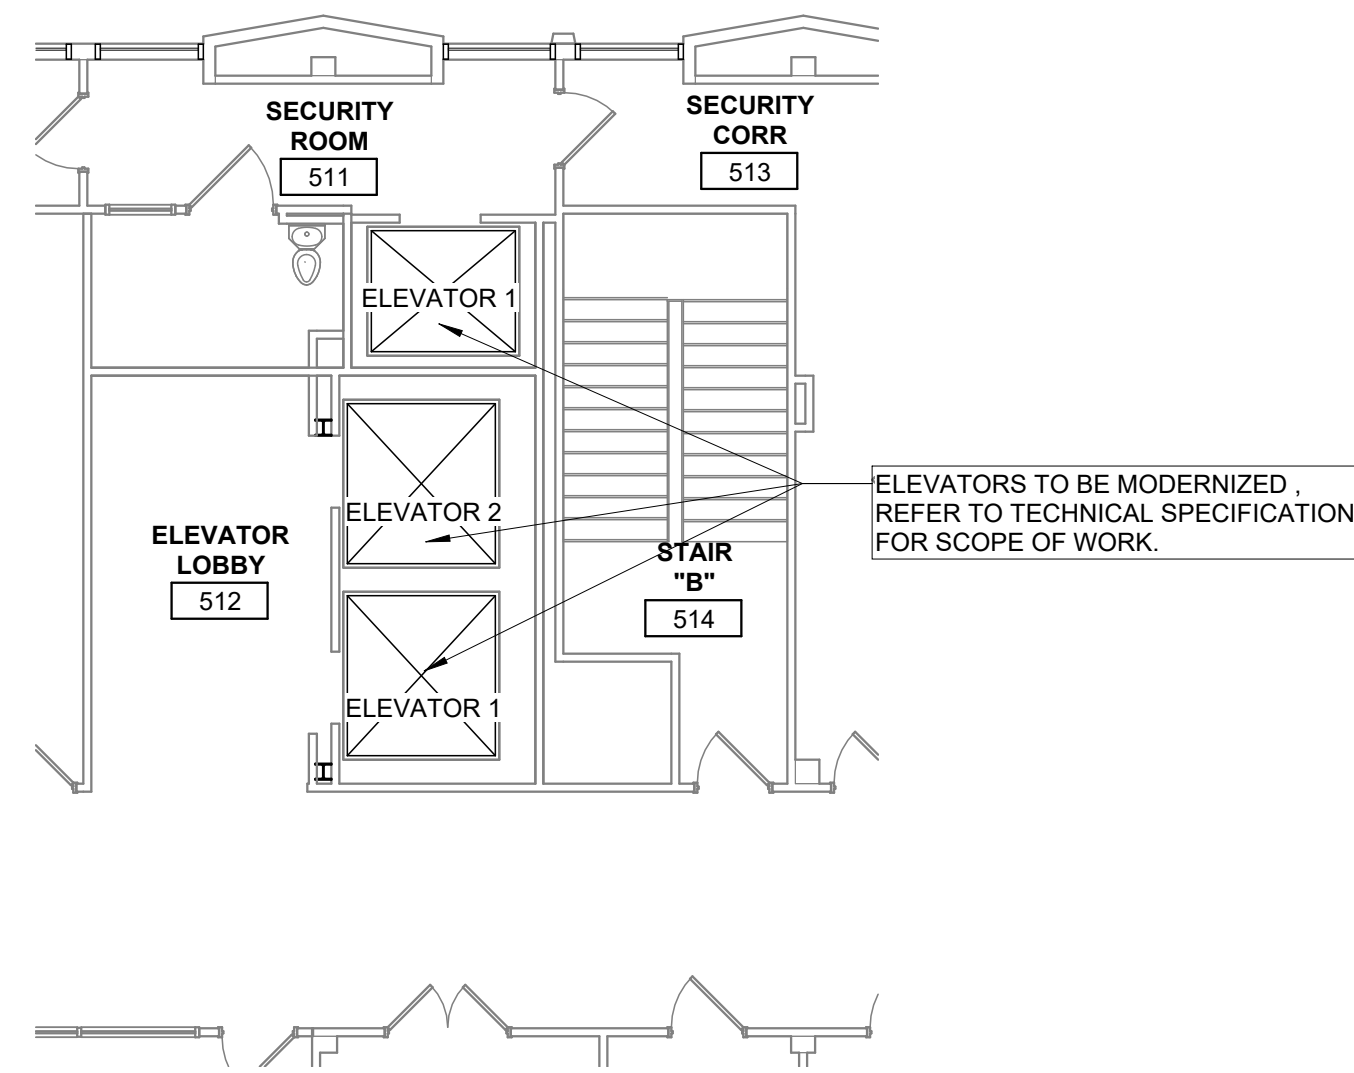 SECURITY
ROOM
511
SECURITY
CORR
513
ELEVATOR 1
ELEVATOR 2
ELEVATOR
LOBBY
512
STAIR
"B"
514
ELEVATORS TO BE MODERNIZED ,
REFER TO TECHNICAL SPECIFICATION
FOR SCOPE OF WORK.
ELEVATOR 1